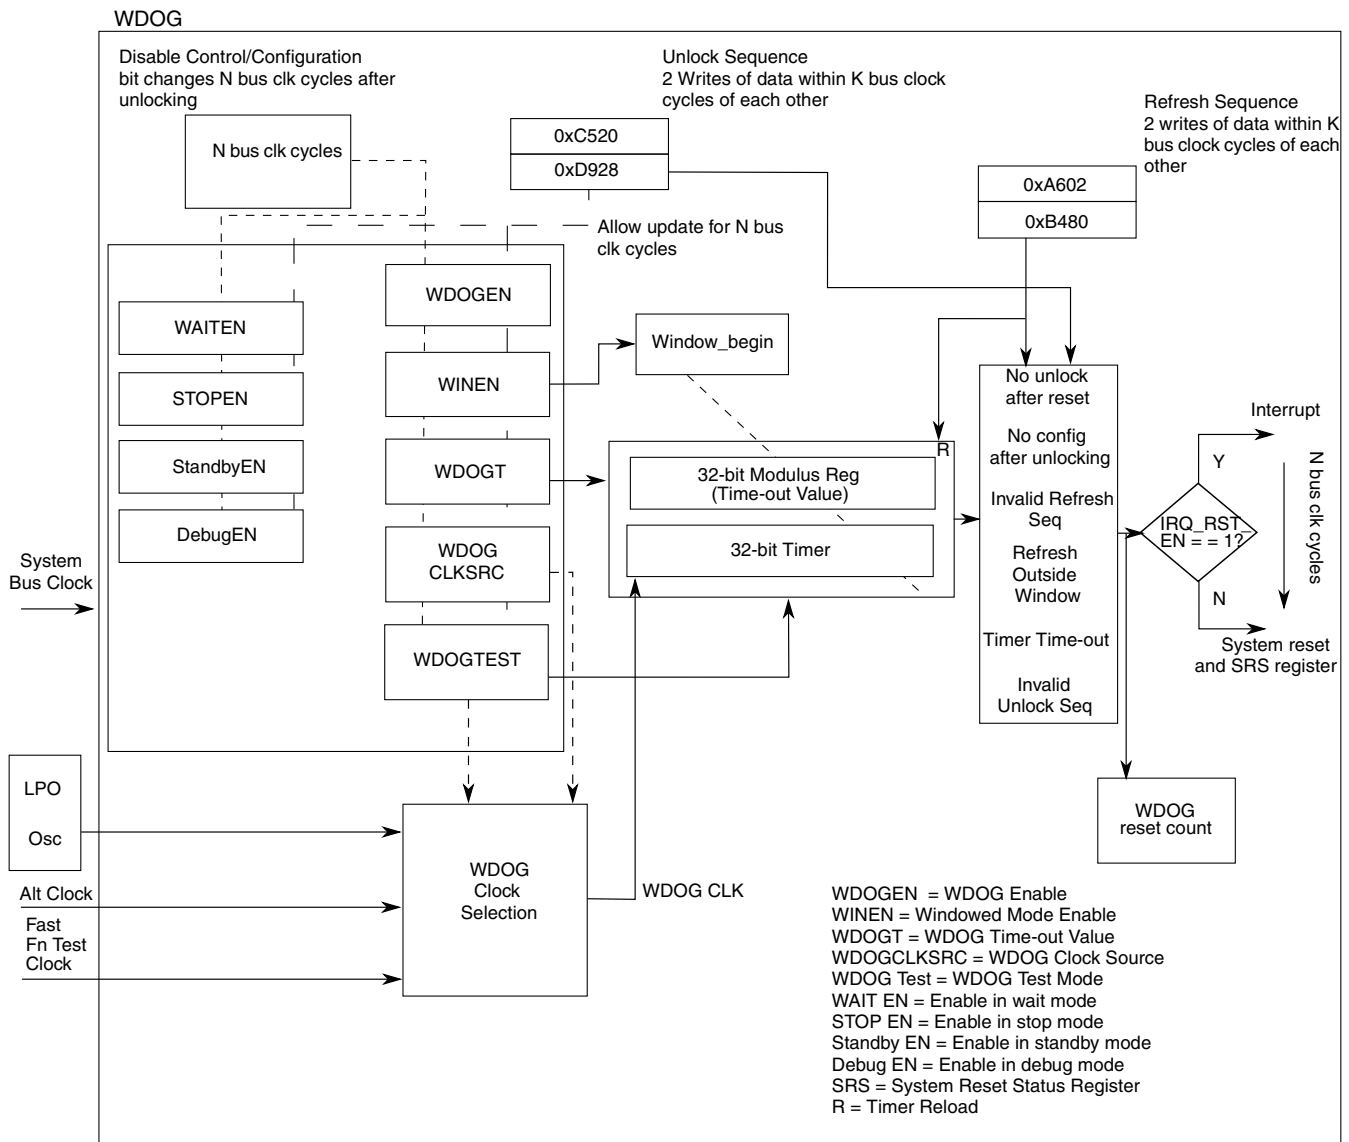 WDOG
Disable Control/Configuration
bit changes N bus clk cycles after
unlocking
N bus clk cycles
Unlock Sequence
2 Writes of data within K bus clock
cycles of each other
0xC520
0xD928
Allow update for N bus
clk cycles
Refresh Sequence
2 writes of data within K
bus clock cycles of each
other
0xA602
0xB480
WAITEN
STOPEN
StandbyEN
DebugEN
WDOGEN
WINEN
WDOGT
WDOG
CLKSRC
WDOGTEST
Window_begin
R
32-bit Modulus Reg
(Time-out Value)
32-bit Timer
No unlock
after reset
No config
after unlocking
Invalid Refresh
Seq
Refresh
Outside
Window
Timer Time-out
Invalid
Unlock Seq
Interrupt
Y
IRQ_RST_
EN = = 1?
N
N bus clk cycles
System reset
and SRS register
System
Bus Clock
LPO
Osc
Alt Clock
Fast
Fn Test
Clock
WDOG
Clock
Selection
WDOG CLK
WDOG
reset count
WDOGEN = WDOG Enable
WINEN = Windowed Mode Enable
WDOGT = WDOG Time-out Value
WDOGCLKSRC = WDOG Clock Source
WDOG Test = WDOG Test Mode
WAIT EN = Enable in wait mode
STOP EN = Enable in stop mode
Standby EN = Enable in standby mode
Debug EN = Enable in debug mode
SRS = System Reset Status Register
R = Timer Reload